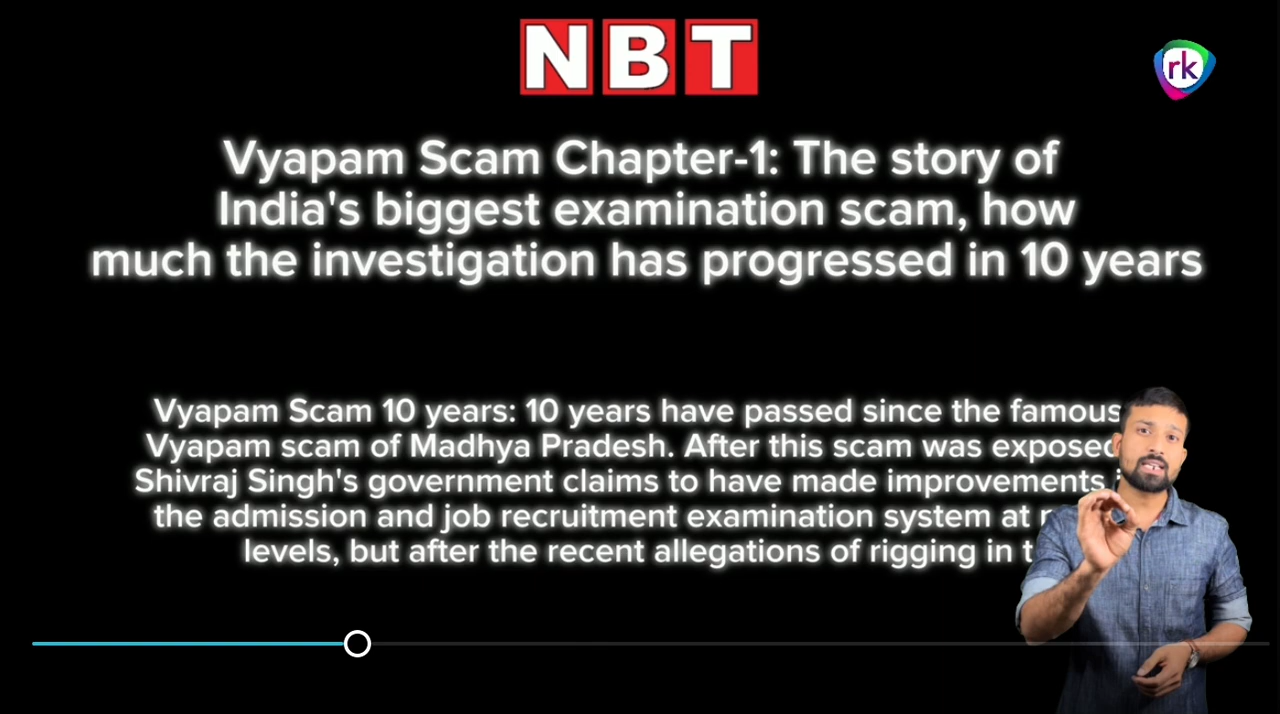 NBT
rk
Vyapam Scam Chapter-1: The story of
India's biggest examination scam, how
much the investigation has progressed in 10 years
Vyapam Scam 10 years: 10 years have passed since the famous
Vyapam scam of Madhya Pradesh. After this scam was exposed
Shivraj Singh's government claims to have made improvements
the admission and job recruitment examination system at
levels, but after the recent allegations of rigging in